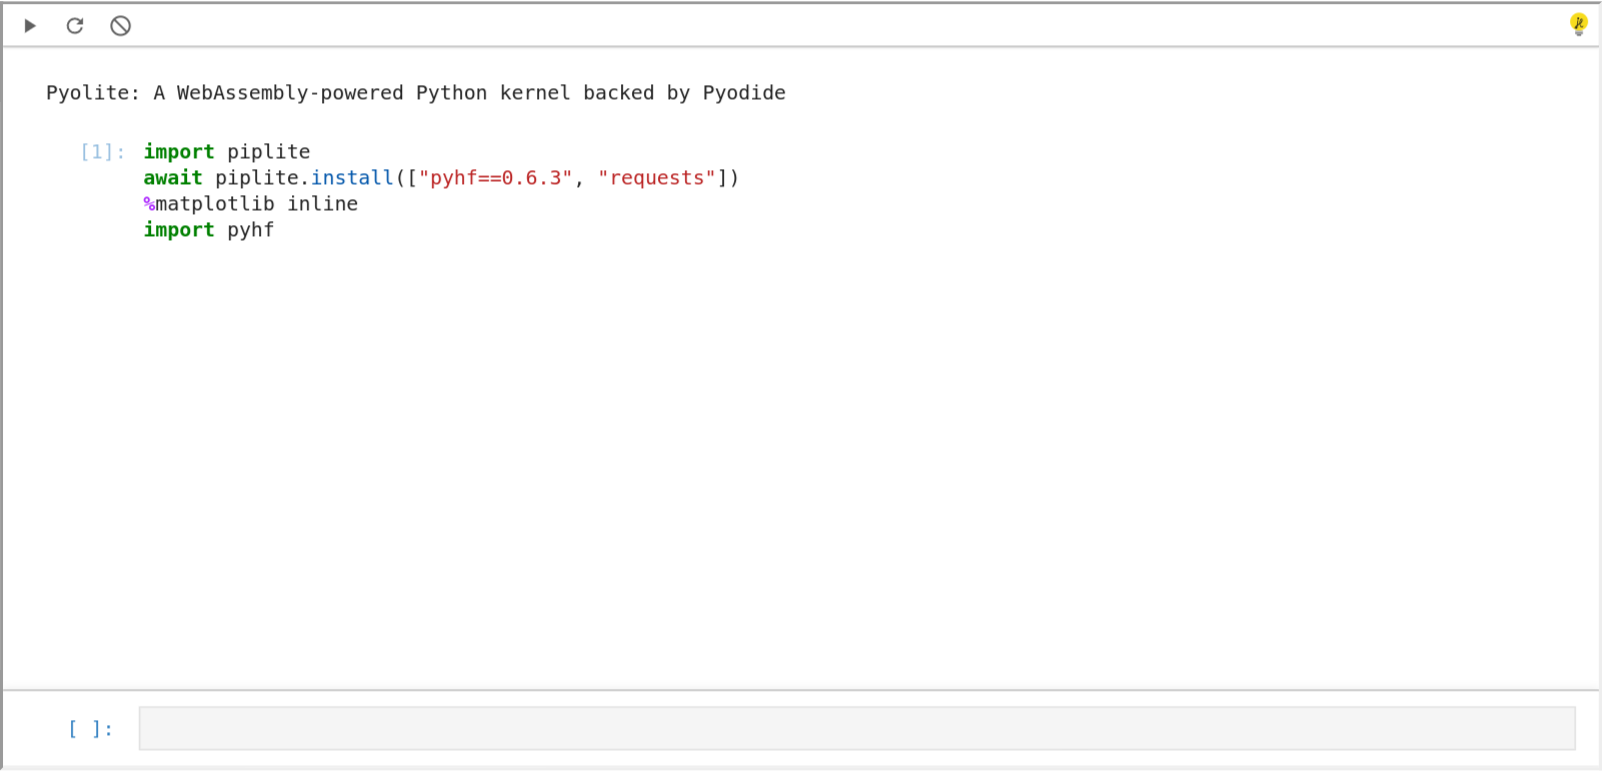 Pyolite: A WebAssembly-powered Python kernel backed by Pyodide
[1]: import piplite
await piplite.install(["pyhf==0.6.3", "requests"])
%matplotlib inline
import pyhf
[ ]: